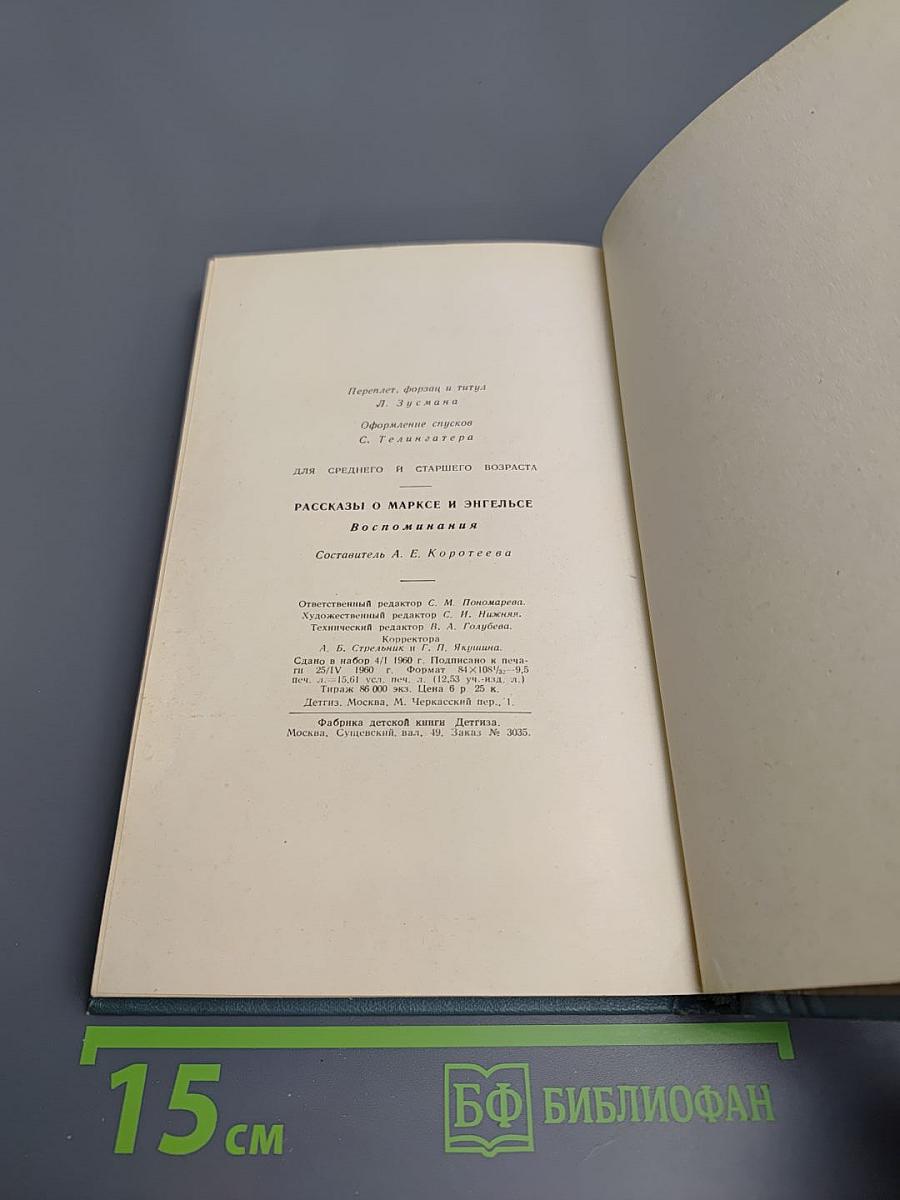 Переплет, форзац и титул
Л. Зусмана
Оформление спусков
С. Телингатера
ДЛЯ СРЕДНЕГО И СТАРШЕГО ВОЗРАСТА
РАССКАЗЫ О МАРКСЕ И ЭНГЕЛЬСЕ
Воспоминания
Составитель А. Е. Коротеева
Ответственный редактор С. М. Пономарева.
Художественный редактор С. И. Нижняя.
Технический редактор В. А. Голубева.
Корректора
А. Б. Стрельник и Г. П. Якушина.
Сдано в набор 4/I 1960 г. Подписано к печа-
ти 25/IV 1960 г. Формат 84×108¹/₃₂—9,5
печ. л.=15,61 усл. печ. л. (12,53 уч.-изд. л.)
Тираж 86 000 экз. Цена 6 р. 25 к.
Детгиз. Москва, М. Черкасский пер., 1.
Фабрика детской книги Детгиза.
Москва, Сущевский вал, 49. Заказ № 3035.
15 см
БФ БИБЛИОФАН